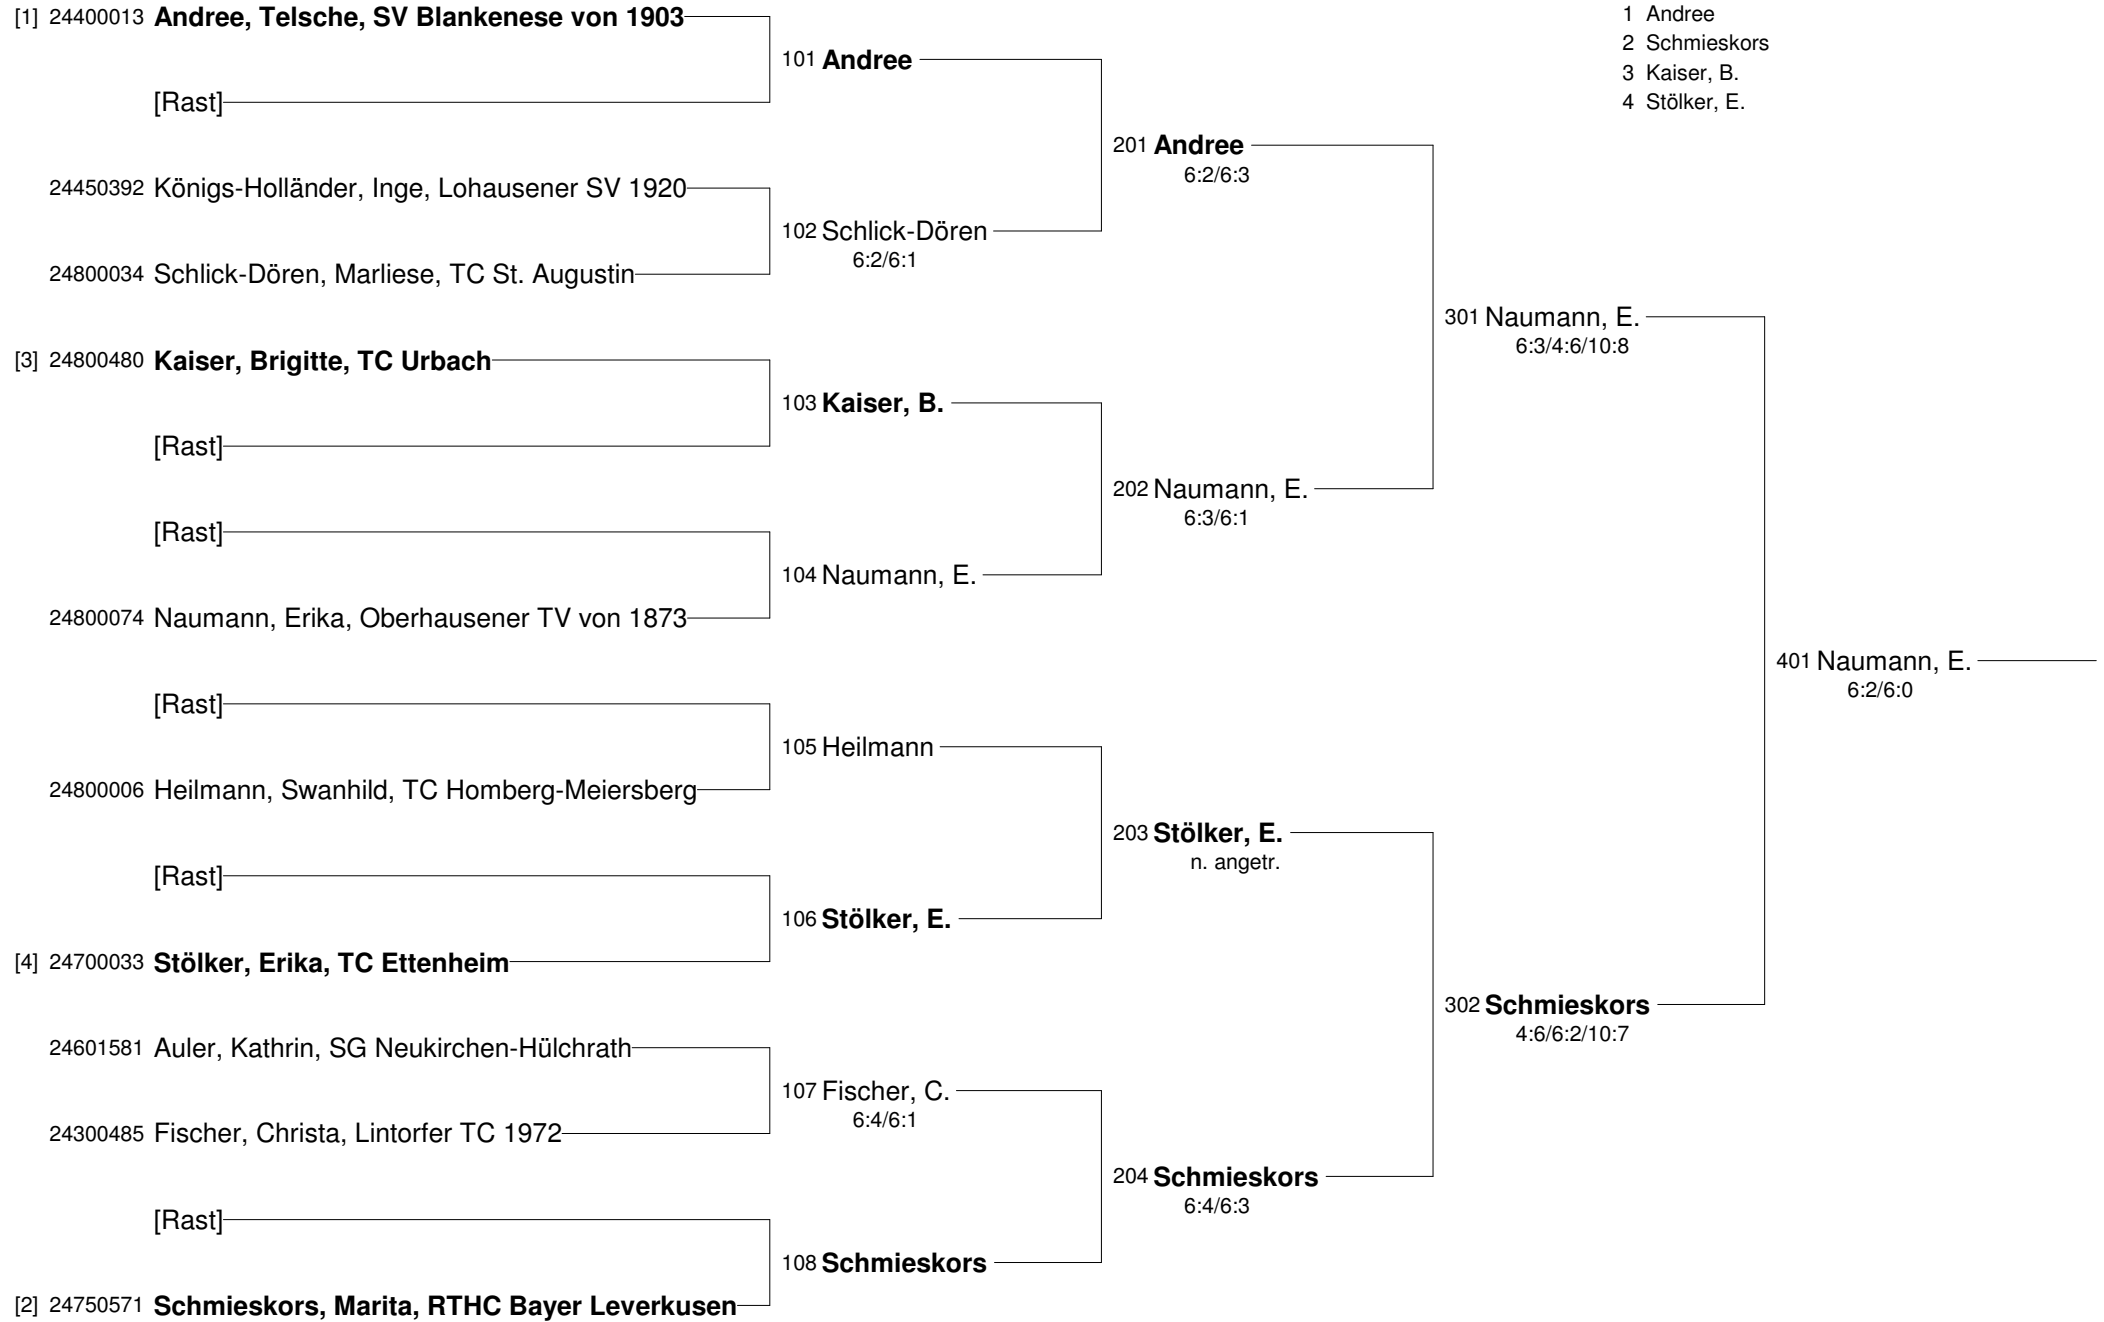 [1] 24400013 Andree, Telsche, SV Blankenese von 1903
[Rast]
24450392 Königs-Holländer, Inge, Lohausener SV 1920
24800034 Schlick-Dören, Marliese, TC St. Augustin
[3] 24800480 Kaiser, Brigitte, TC Urbach
[Rast]
[Rast]
24800074 Naumann, Erika, Oberhausener TV von 1873
[Rast]
24800006 Heilmann, Swanhild, TC Homberg-Meiersberg
[Rast]
[4] 24700033 Stölker, Erika, TC Ettenheim
24601581 Auler, Kathrin, SG Neukirchen-Hülchrath
24300485 Fischer, Christa, Lintorfer TC 1972
[Rast]
[2] 24750571 Schmieskors, Marita, RTHC Bayer Leverkusen
101 Andree
102 Schlick-Dören
6:2/6:1
103 Kaiser, B.
104 Naumann, E.
105 Heilmann
106 Stölker, E.
107 Fischer, C.
6:4/6:1
108 Schmieskors
201 Andree
6:2/6:3
202 Naumann, E.
6:3/6:1
203 Stölker, E.
n. angetr.
204 Schmieskors
6:4/6:3
301 Naumann, E.
6:3/4:6/10:8
302 Schmieskors
4:6/6:2/10:7
401 Naumann, E.
6:2/6:0
1 Andree
2 Schmieskors
3 Kaiser, B.
4 Stölker, E.